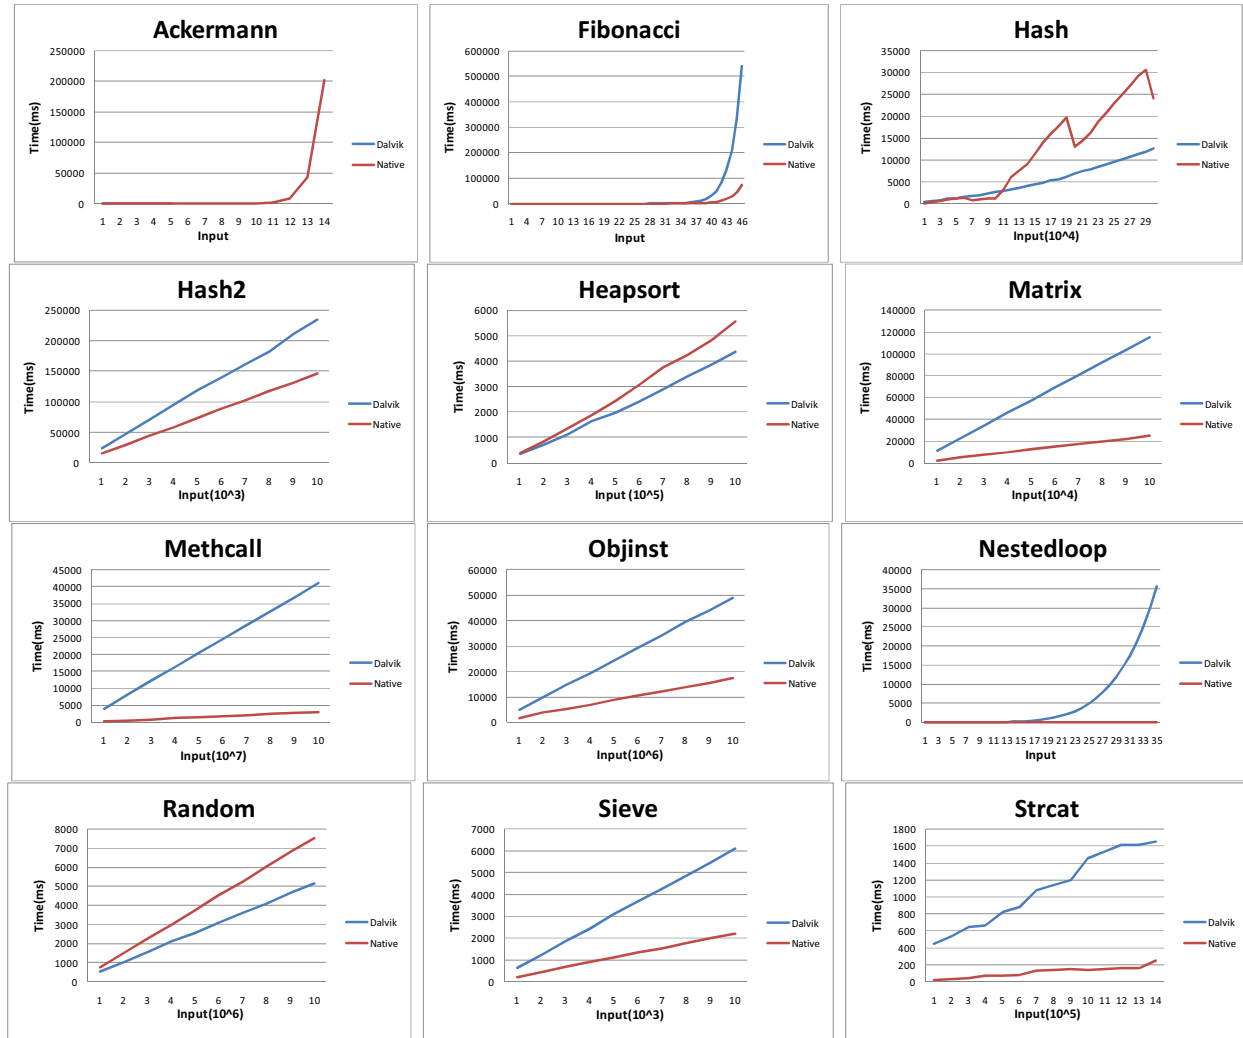 Ackermann
250000
200000
150000
100000
50000
0
Time(ms)
1 2 3 4 5 6 7 8 9 10 11 12 13 14
Input
Dalvik
Native
Fibonacci
600000
500000
400000
300000
200000
100000
0
Time(ms)
1 4 7 10 13 16 19 22 25 28 31 34 37 40 43 46
Input
Dalvik
Native
Hash
35000
30000
25000
20000
15000
10000
5000
0
Time(ms)
1 3 5 7 9 11 13 15 17 19 21 23 25 27 29
Input(10^4)
Dalvik
Native
Hash2
250000
200000
150000
100000
50000
0
Time(ms)
1 2 3 4 5 6 7 8 9 10
Input(10^3)
Dalvik
Native
Heapsort
6000
5000
4000
3000
2000
1000
0
Time(ms)
1 2 3 4 5 6 7 8 9 10
Input (10^5)
Dalvik
Native
Matrix
140000
120000
100000
80000
60000
40000
20000
0
Time(ms)
1 2 3 4 5 6 7 8 9 10
Input(10^4)
Dalvik
Native
Methcall
45000
40000
35000
30000
25000
20000
15000
10000
5000
0
Time(ms)
1 2 3 4 5 6 7 8 9 10
Input(10^7)
Dalvik
Native
Objinst
60000
50000
40000
30000
20000
10000
0
Time(ms)
1 2 3 4 5 6 7 8 9 10
Input(10^6)
Dalvik
Native
Nestedloop
40000
35000
30000
25000
20000
15000
10000
5000
0
Time(ms)
1 3 5 7 9 11 13 15 17 19 21 23 25 27 29 31 33 35
Input
Dalvik
Native
Random
8000
7000
6000
5000
4000
3000
2000
1000
0
Time(ms)
1 2 3 4 5 6 7 8 9 10
Input(10^6)
Dalvik
Native
Sieve
7000
6000
5000
4000
3000
2000
1000
0
Time(ms)
1 2 3 4 5 6 7 8 9 10
Input(10^3)
Dalvik
Native
Strcat
1800
1600
1400
1200
1000
800
600
400
200
0
Time(ms)
1 2 3 4 5 6 7 8 9 10 11 12 13 14
Input(10^5)
Dalvik
Native